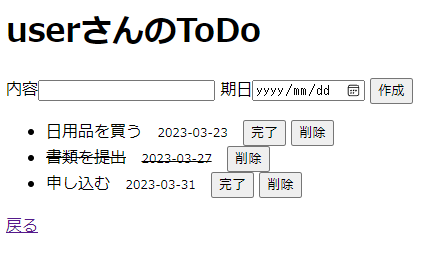 userさんのToDo
内容 期日 yyyy/mm/dd 作成
日用品を買う 2023-03-23 完了 削除
書類を提出 2023-03-27 削除
申し込む 2023-03-31 完了 削除
戻る